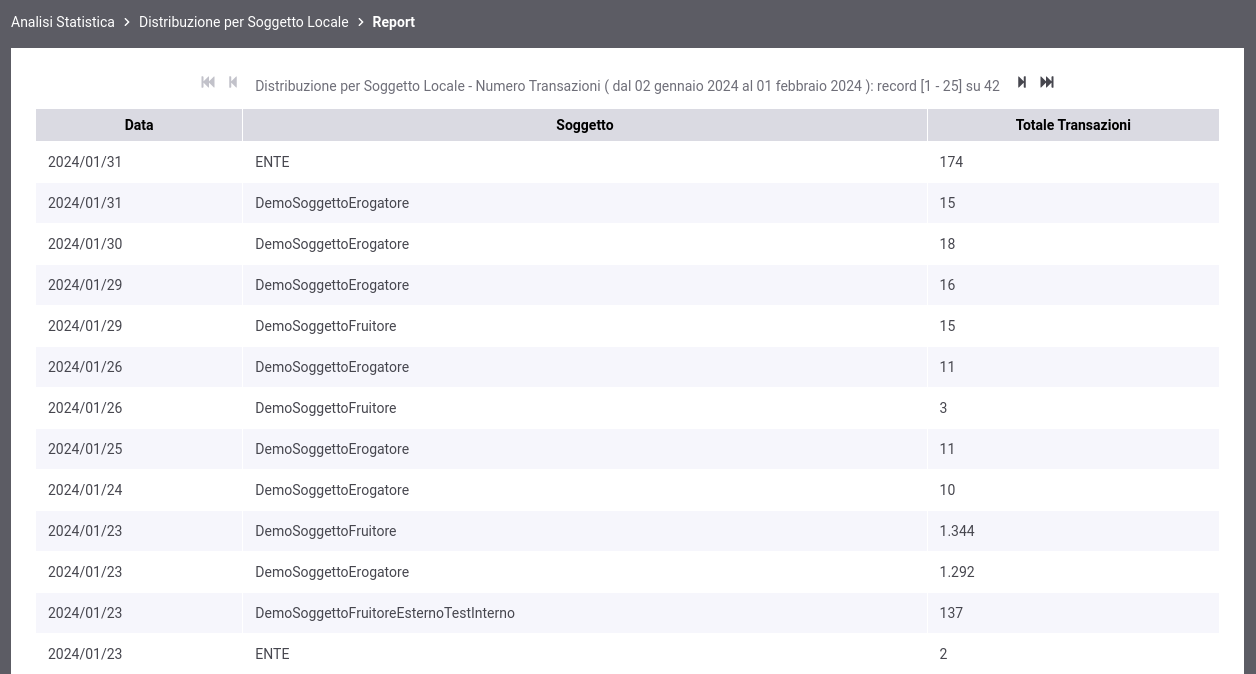 Analisi Statistica > Distribuzione per Soggetto Locale > Report
Distribuzione per Soggetto Locale - Numero Transazioni ( dal 02 gennaio 2024 al 01 febbraio 2024 ): record [1 - 25] su 42
Data Soggetto Totale Transazioni
2024/01/31 ENTE 174
2024/01/31 DemoSoggettoErogatore 15
2024/01/30 DemoSoggettoErogatore 18
2024/01/29 DemoSoggettoErogatore 16
2024/01/29 DemoSoggettoFruitore 15
2024/01/26 DemoSoggettoErogatore 11
2024/01/26 DemoSoggettoFruitore 3
2024/01/25 DemoSoggettoErogatore 11
2024/01/24 DemoSoggettoErogatore 10
2024/01/23 DemoSoggettoFruitore 1.344
2024/01/23 DemoSoggettoErogatore 1.292
2024/01/23 DemoSoggettoFruitoreEsternoTestInterno 137
2024/01/23 ENTE 2